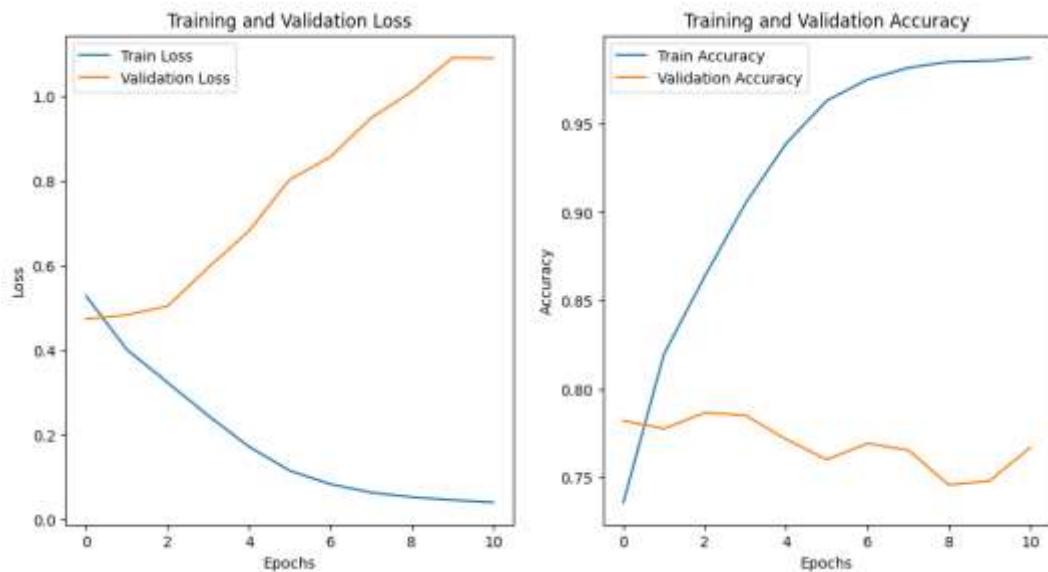 Training and Validation Loss
Train Loss
Validation Loss
1.0
0.8
0.6
0.4
0.2
0.0
Loss
0
2
4
6
8
10
Epochs
Training and Validation Accuracy
Train Accuracy
Validation Accuracy
0.95
0.90
0.85
0.80
0.75
Accuracy
0
2
4
6
8
10
Epochs